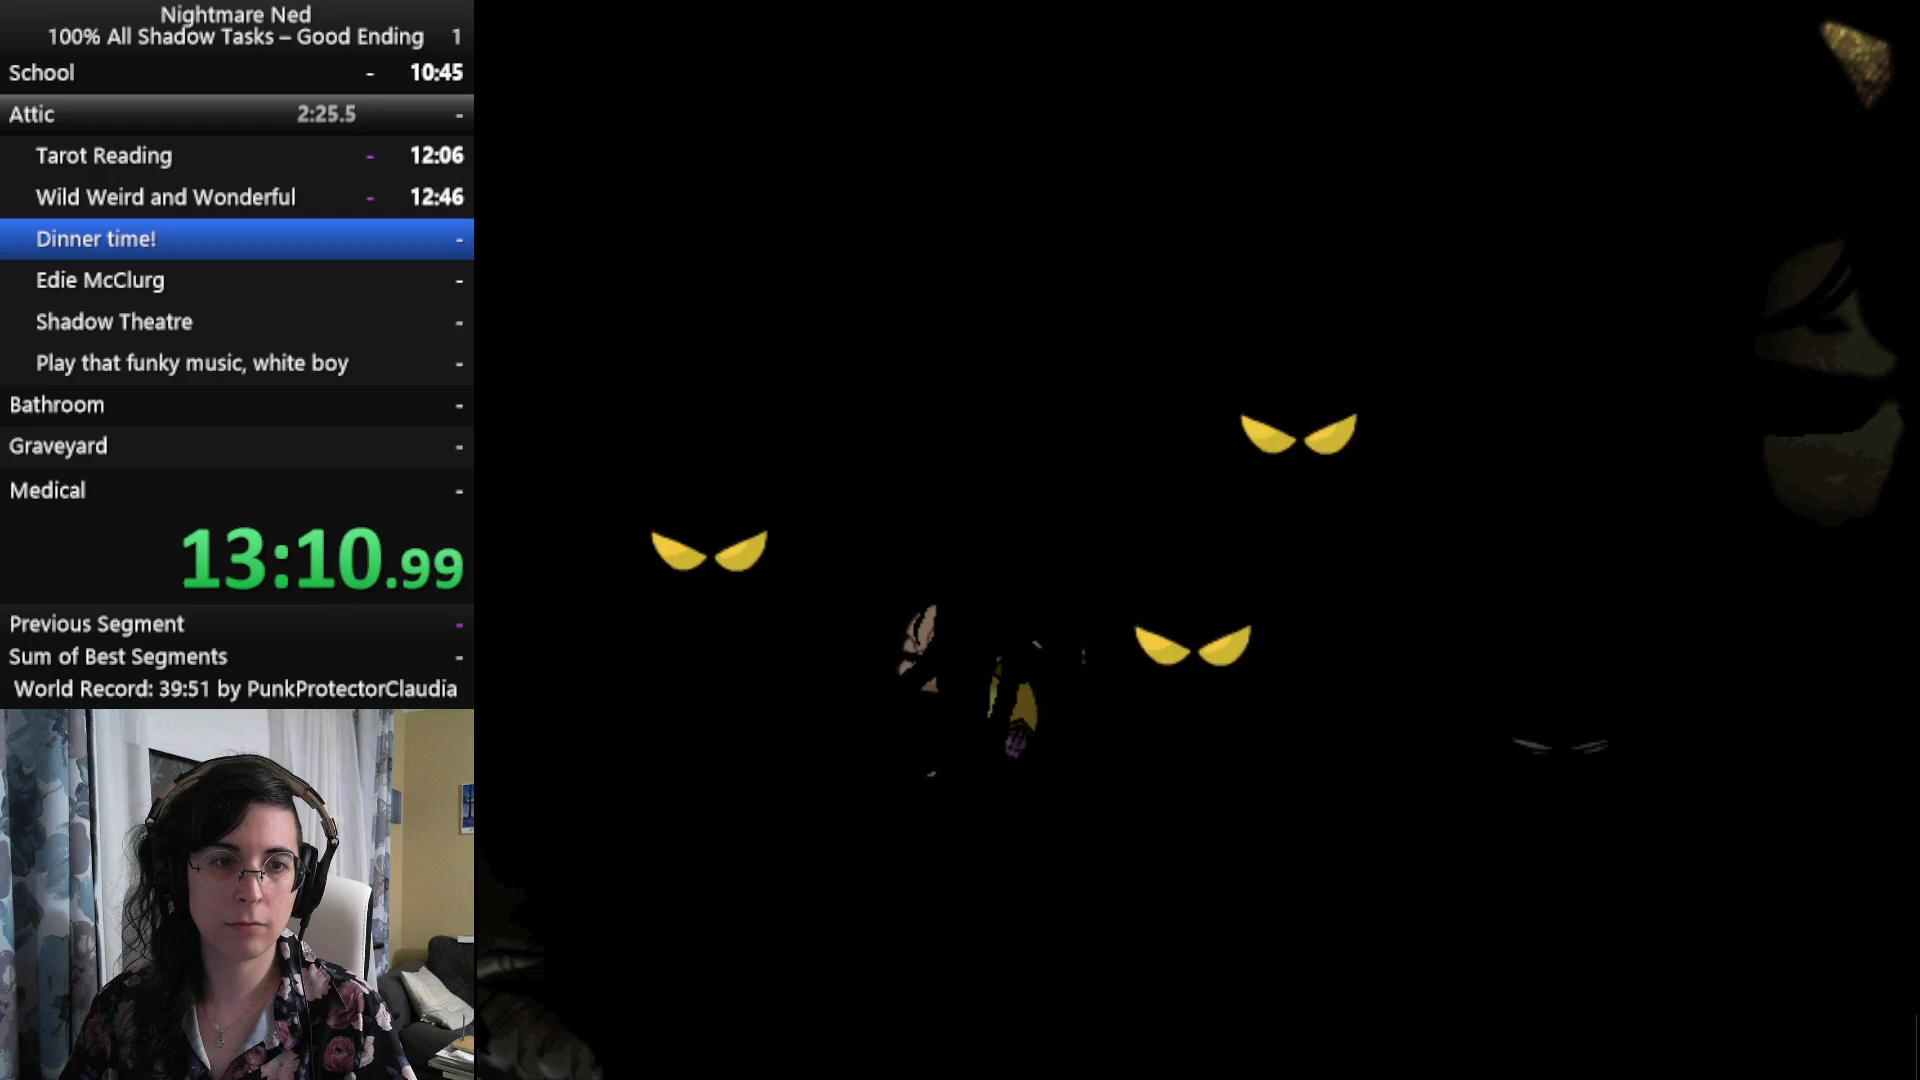 Nightmare Ned
100% All Shadow Tasks – Good Ending 1
School - 10:45
Attic 2:25.5 -
Tarot Reading - 12:06
Wild Weird and Wonderful - 12:46
Dinner time! -
Edie McClurg -
Shadow Theatre -
Play that funky music, white boy -
Bathroom -
Graveyard -
Medical -
13:10.99
Previous Segment -
Sum of Best Segments -
World Record: 39:51 by PunkProtectorClaudia